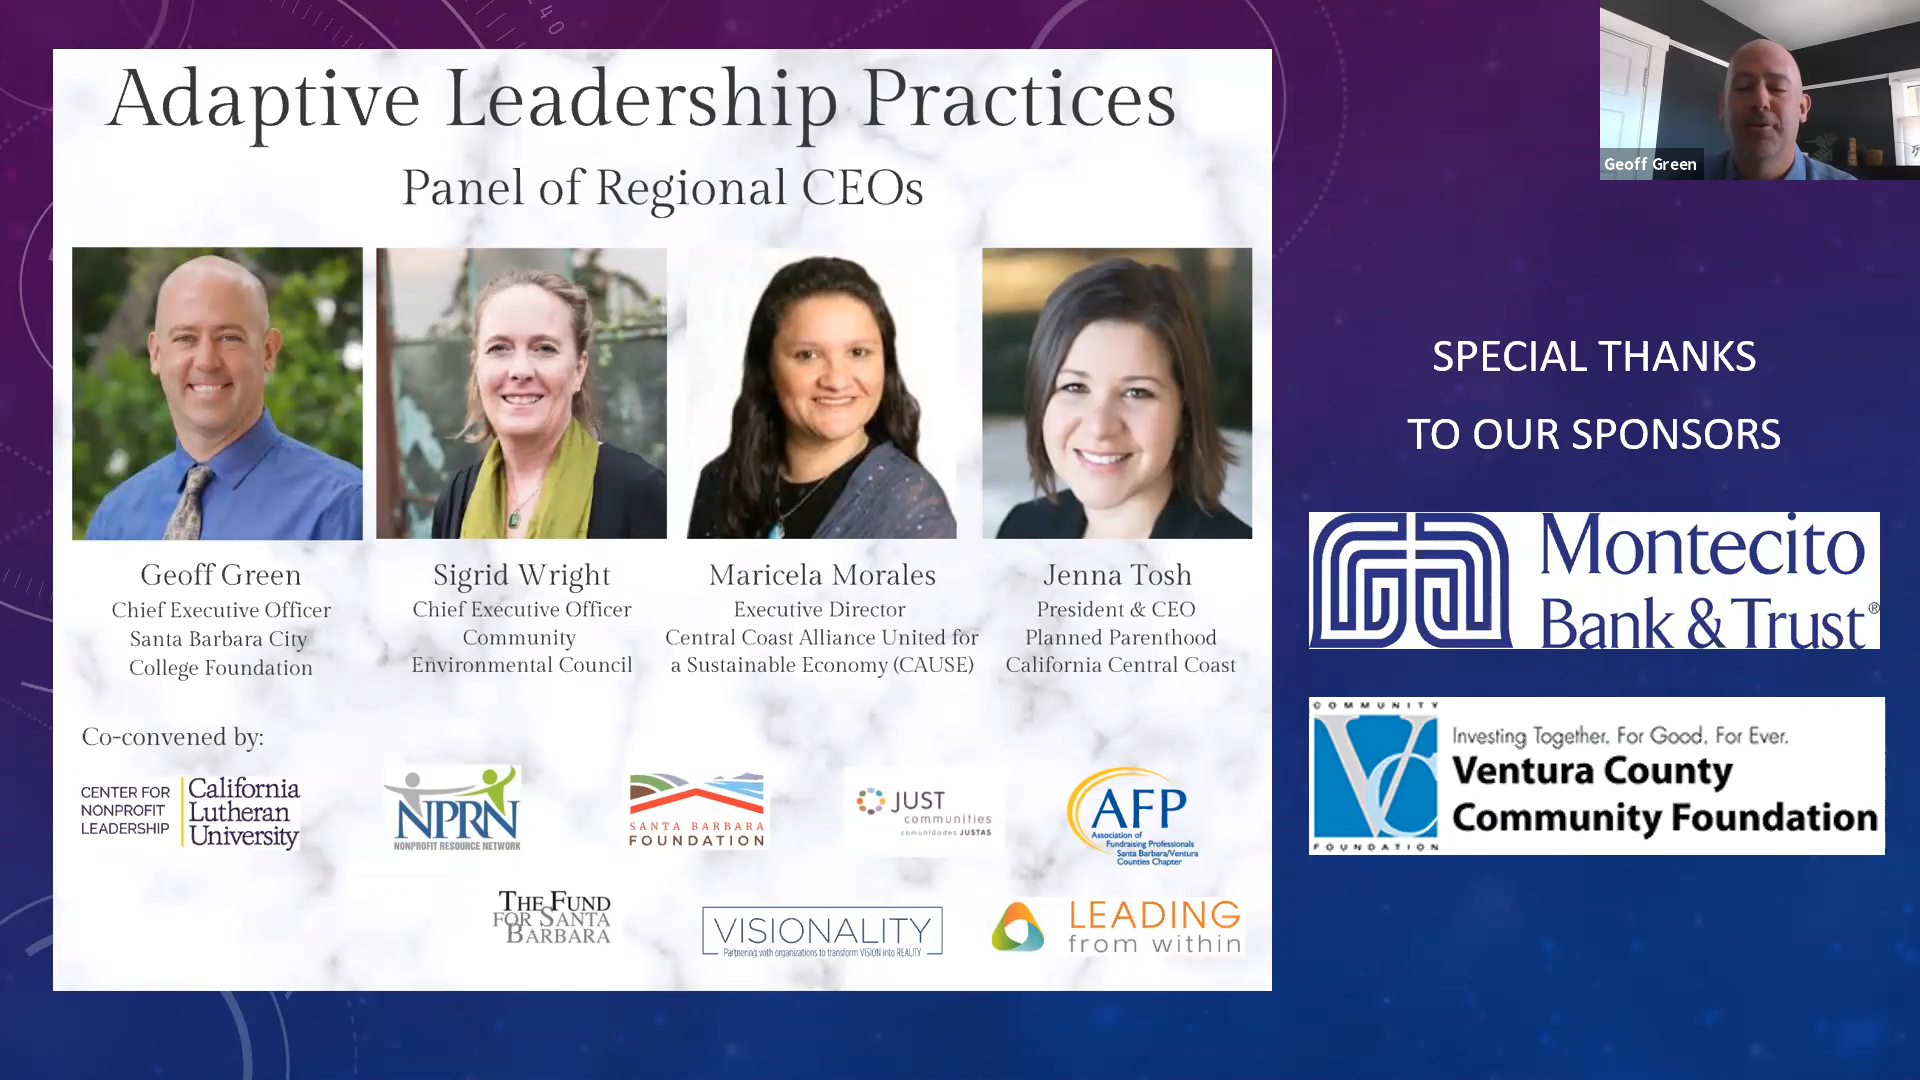 40
Adaptive Leadership Practices
Panel of Regional CEOs
Geoff Green
Chief Executive Officer
Santa Barbara City
College Foundation
Sigrid Wright
Chief Executive Officer
Community
Environmental Council
Maricela Morales
Executive Director
Central Coast Alliance United for
a Sustainable Economy (CAUSE)
Jenna Tosh
President & CEO
Planned Parenthood
California Central Coast
Co-convened by:
CENTER FOR
NONPROFIT
LEADERSHIP
California
Lutheran
University
NPRN
NONPROFIT RESOURCE NETWORK
SANTA BARBARA
FOUNDATION
JUST
communities
comunidades JUSTAS
AFP
Association of
Fundraising Professionals
Santa Barbara/Ventura
Counties Chapter
THE FUND
FOR SANTA
BARBARA
VISIONALITY
Partnering with organizations to transform VISION into REALITY
LEADING
from within
Geoff Green
SPECIAL THANKS
TO OUR SPONSORS
Montecito
Bank & Trust®
COMMUNITY
VC
FOUNDATION
Investing Together. For Good. For Ever.
Ventura County
Community Foundation